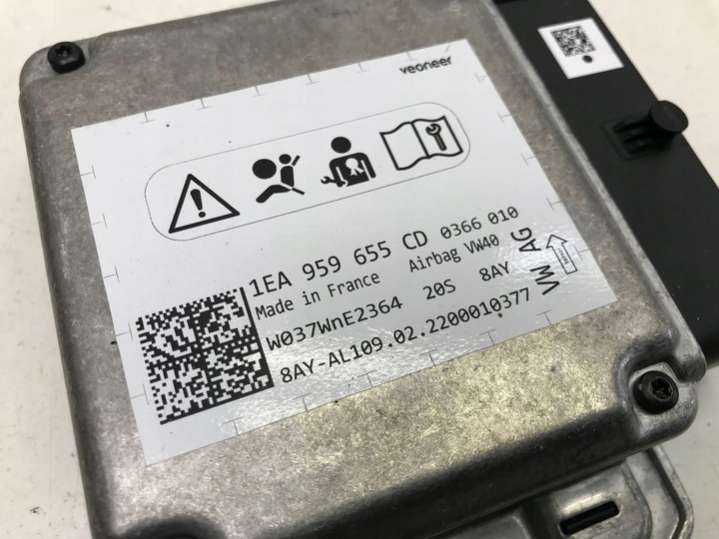 veoneer
1EA 959 655 CD 0366 010
Made in France Airbag VW40
W037WnE2364 20S 8AY
8AY-AL109.02.2200010377
VW AG